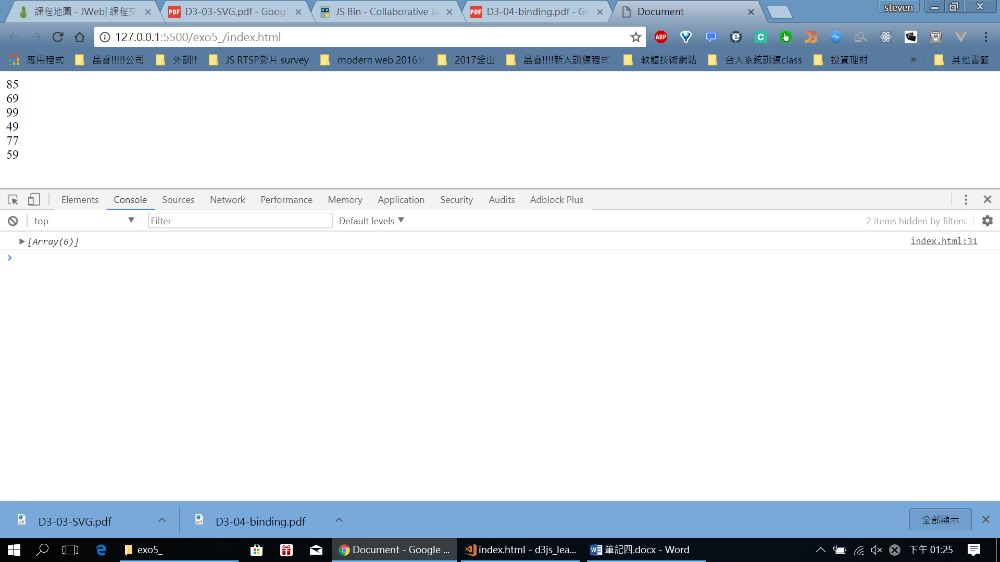 課程地圖 - JWeb| 課程交
D3-03-SVG.pdf - Googl
JS Bin - Collaborative Ja
D3-04-binding.pdf - Go
Document
steven
127.0.0.1:5500/exo5_/index.html
ABP
應用程式
晶睿!!!!!公司
外訓!!
JS RTSP影片 survey
modern web 2016外
2017釜山
晶睿!!!!新人訓練程式
軟體技術網站
台大系統訓練class
投資理財
»
其他書籤
85
69
99
49
77
59
Elements Console Sources Network Performance Memory Application Security Audits Adblock Plus
top Filter Default levels 2 items hidden by filters
[Array(6)] index.html:31
D3-03-SVG.pdf
D3-04-binding.pdf
全部顯示
exo5_
Document - Google ...
index.html - d3js_lea...
筆記四.docx - Word
下午 01:25